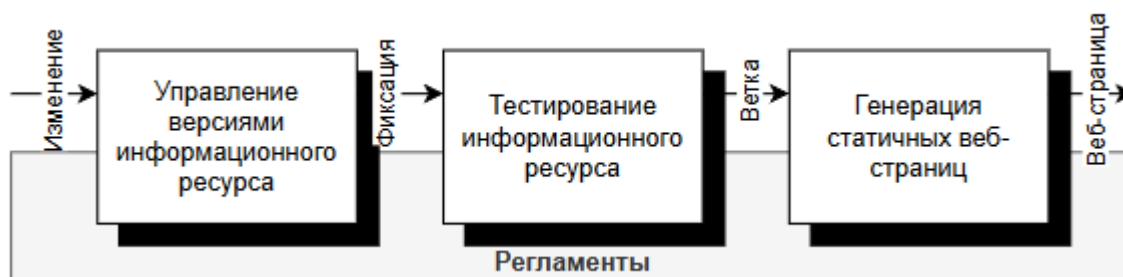 Изменение
Управление
версиями
информационного
ресурса
Фиксация
Тестирование
информационного
ресурса
Ветка
Генерация
статичных веб-
страниц
Веб-страница
Регламенты